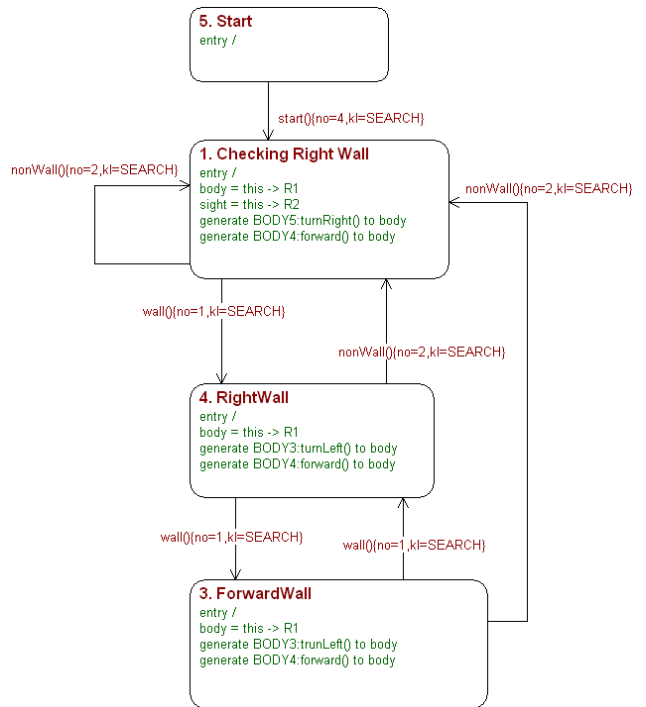 5. Start
entry /
start(){no=4,kl=SEARCH}
1. Checking Right Wall
entry /
body = this -> R1
sight = this -> R2
generate BODY5:turnRight() to body
generate BODY4:forward() to body
nonWall(){no=2,kl=SEARCH}
nonWall(){no=2,kl=SEARCH}
wall(){no=1,kl=SEARCH}
nonWall(){no=2,kl=SEARCH}
4. RightWall
entry /
body = this -> R1
generate BODY3:turnLeft() to body
generate BODY4:forward() to body
wall(){no=1,kl=SEARCH}
wall(){no=1,kl=SEARCH}
3. ForwardWall
entry /
body = this -> R1
generate BODY3:trunLeft() to body
generate BODY4:forward() to body